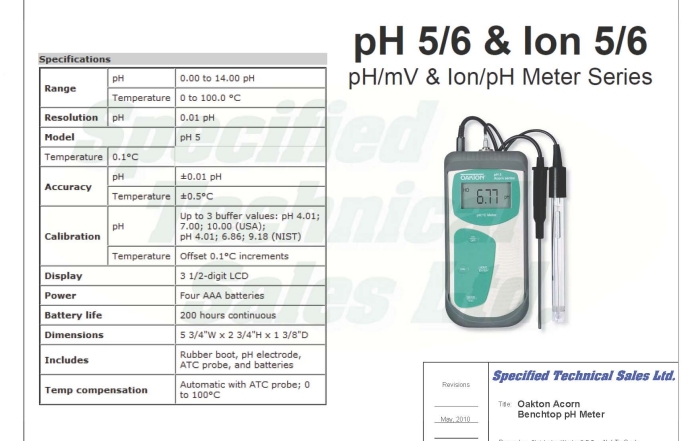 pH 5/6 & Ion 5/6
pH/mV & Ion/pH Meter Series
Specifications
Range pH 0.00 to 14.00 pH
Temperature 0 to 100.0 °C
Resolution pH 0.01 pH
Model pH 5
Temperature 0.1°C
Accuracy pH ±0.01 pH
Temperature ±0.5°C
Calibration pH Up to 3 buffer values: pH 4.01;
7.00; 10.00 (USA);
pH 4.01; 6.86; 9.18 (NIST)
Temperature Offset 0.1°C increments
Display 3 1/2-digit LCD
Power Four AAA batteries
Battery life 200 hours continuous
Dimensions 5 3/4"W x 2 3/4"H x 1 3/8"D
Includes Rubber boot, pH electrode,
ATC probe, and batteries
Temp compensation Automatic with ATC probe; 0
to 100°C
Specified
Technical
Sales Ltd.
OAKTON
6.77
Revisions
May, 2010
Specified Technical Sales Ltd.
Title: Oakton Acorn
Benchtop pH Meter